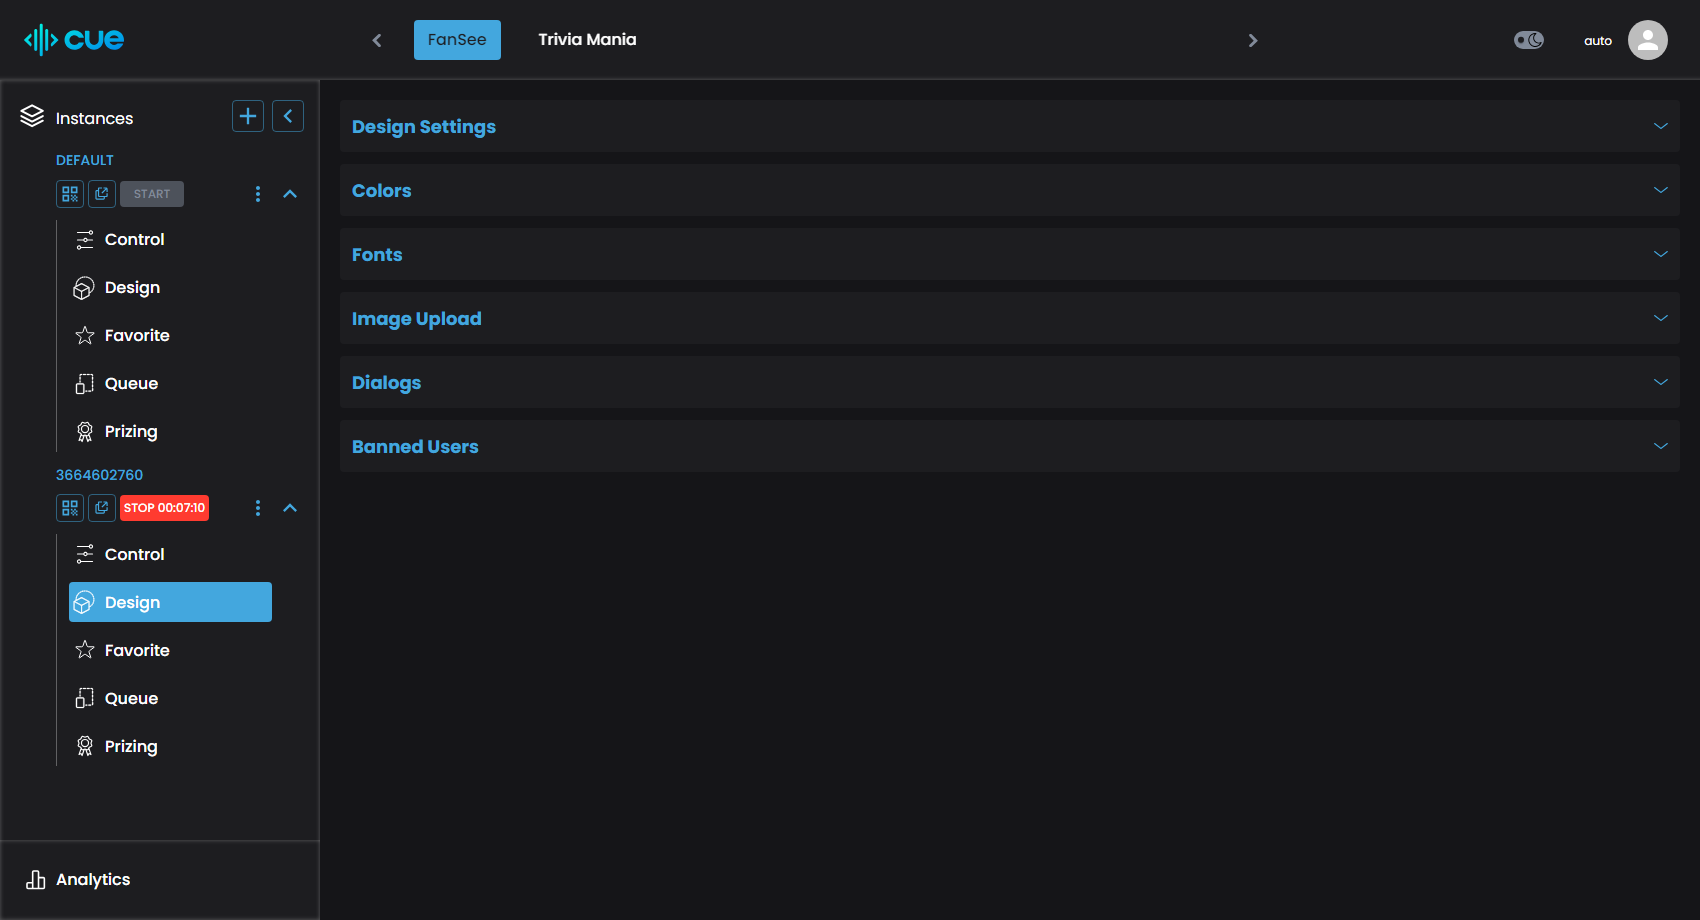 cue
FanSee
Trivia Mania
auto
Instances
DEFAULT
START
Control
Design
Favorite
Queue
Prizing
3664602760
STOP 00:07:10
Control
Design
Favorite
Queue
Prizing
Analytics
Design Settings
Colors
Fonts
Image Upload
Dialogs
Banned Users